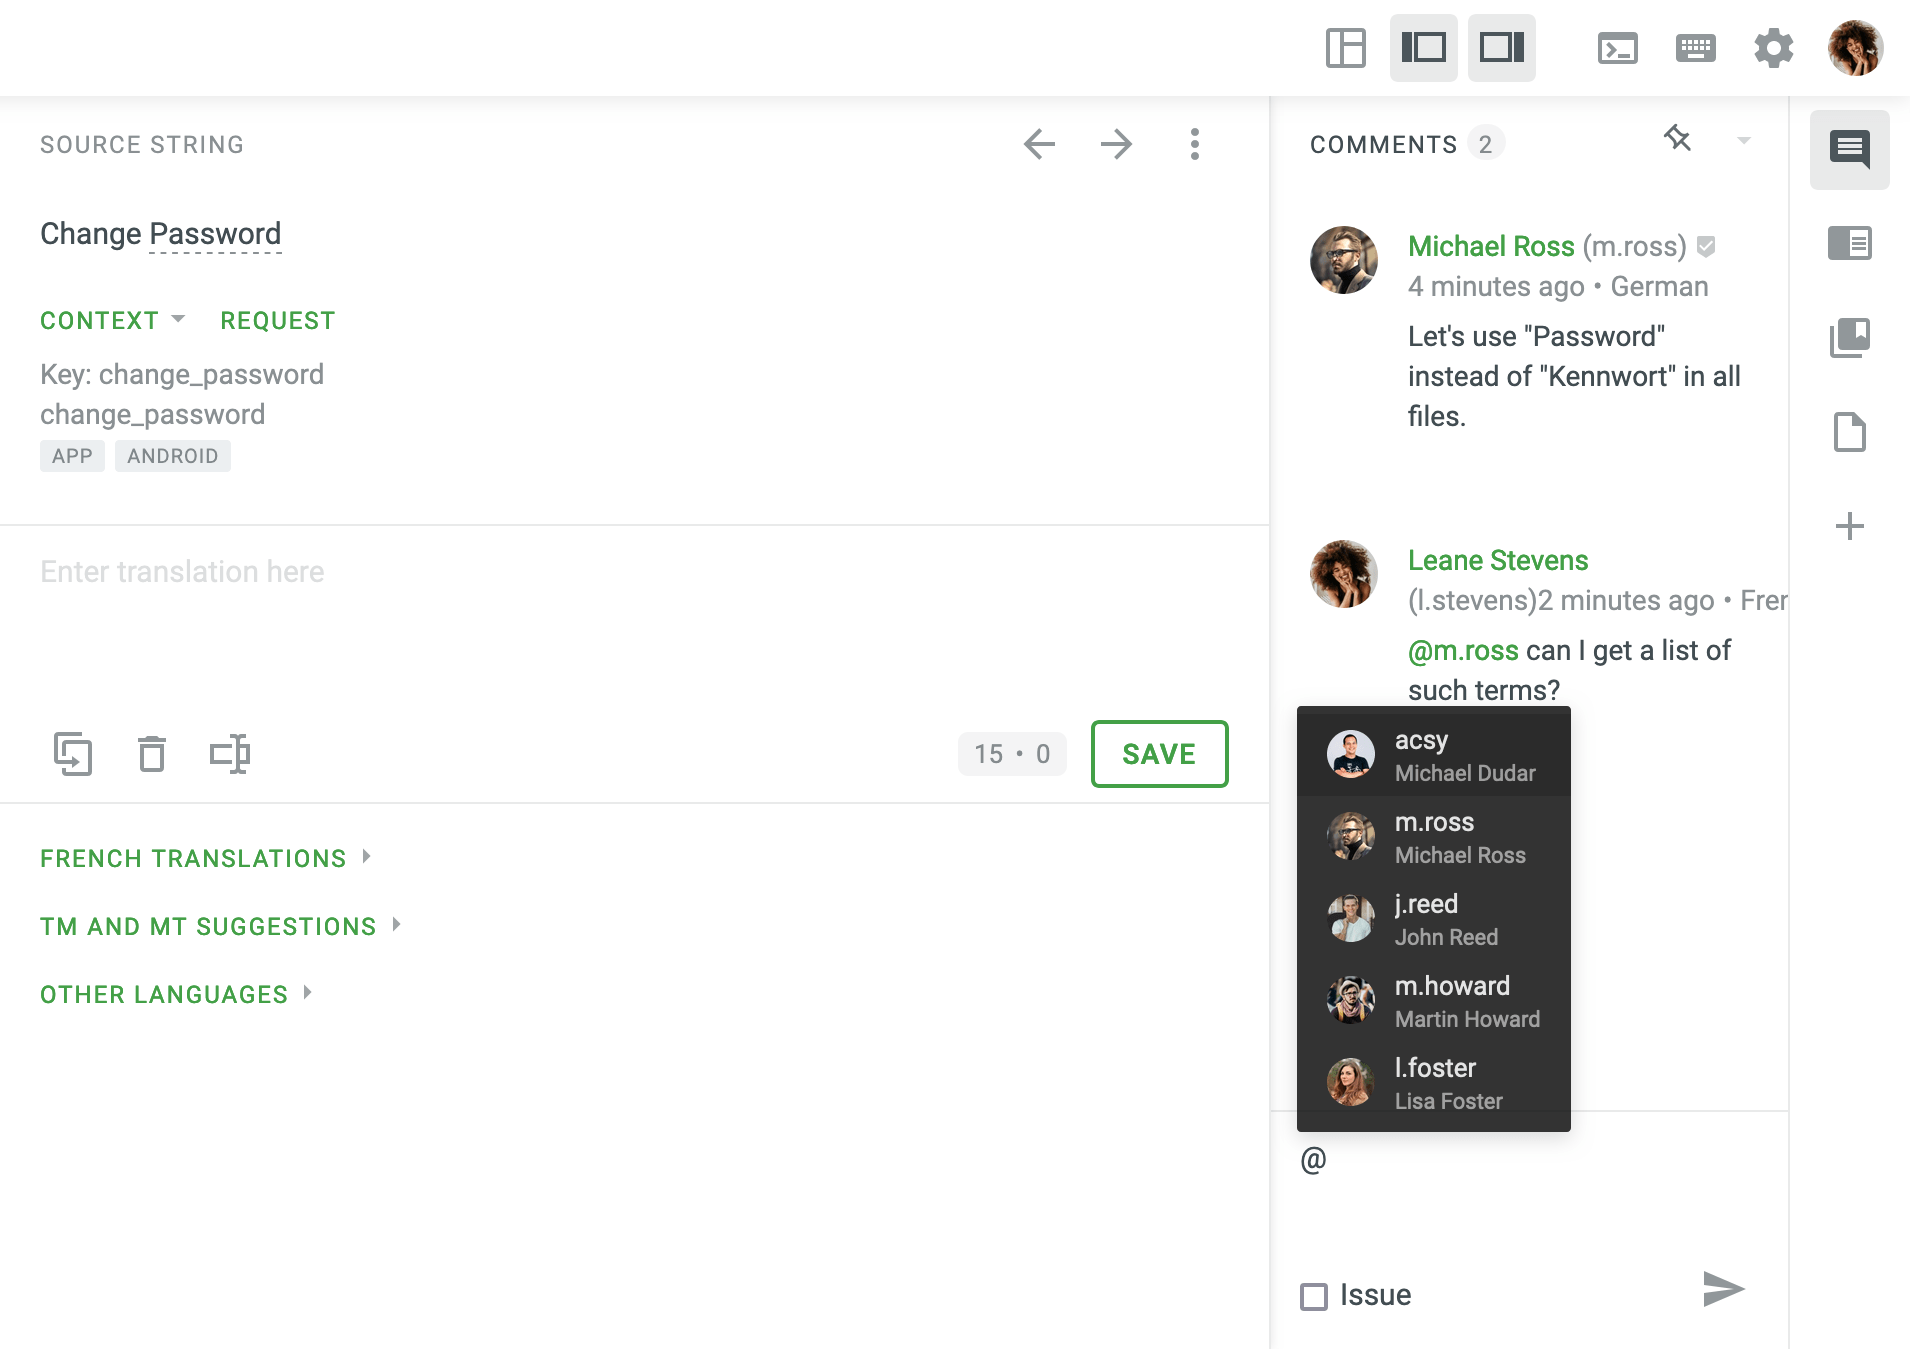 SOURCE STRING
Change Password
CONTEXT REQUEST
Key: change_password
change_password
APP ANDROID
Enter translation here
15 • 0 SAVE
FRENCH TRANSLATIONS
TM AND MT SUGGESTIONS
OTHER LANGUAGES
COMMENTS 2
Michael Ross (m.ross)
4 minutes ago • German
Let's use "Password"
instead of "Kennwort" in all
files.
Leane Stevens
(l.stevens)2 minutes ago • Fren
@m.ross can I get a list of
such terms?
acsy
Michael Dudar
m.ross
Michael Ross
j.reed
John Reed
m.howard
Martin Howard
l.foster
Lisa Foster
@
Issue